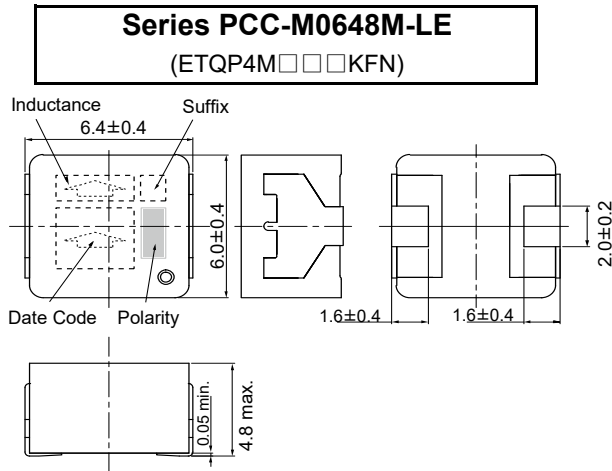 Series PCC-M0648M-LE
(ETQP4M□□□KFN)
Inductance
Suffix
6.4±0.4
6.0±0.4
2.0±0.2
Date Code
Polarity
1.6±0.4
1.6±0.4
0.05 min.
4.8 max.